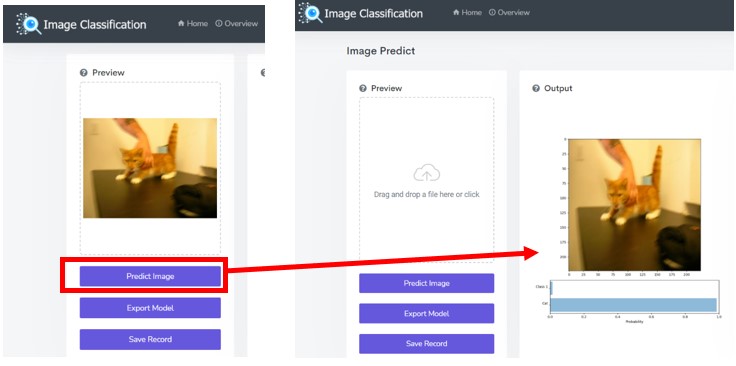 Image Classification
Home
Overview
Preview
Predict Image
Export Model
Save Record
Image Classification
Home
Overview
Image Predict
Preview
Drag and drop a file here or click
Predict Image
Export Model
Save Record
Output
0
25
50
75
100
125
150
175
200
0 25 50 75 100 125 150 175 200
Class 1
Cat
0.0 0.2 0.4 0.6 0.8 1.0
Probability